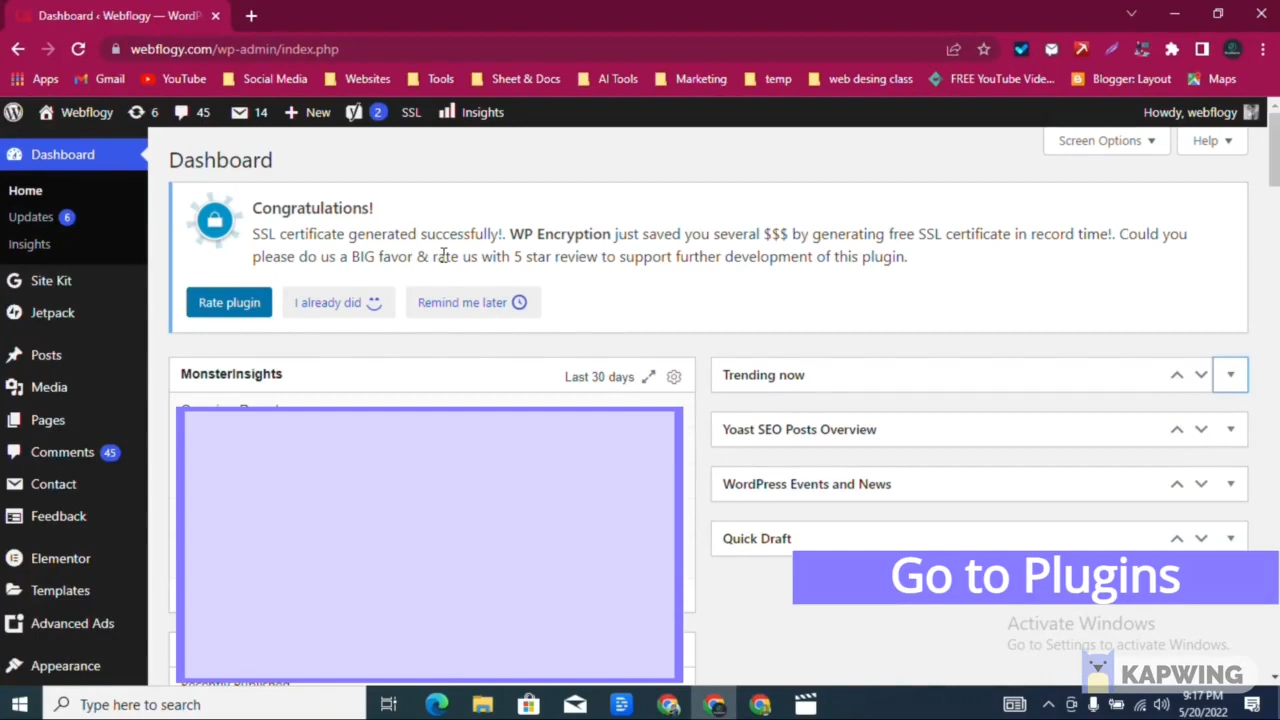 Dashboard ‹ Webflogy — WordP
webflogy.com/wp-admin/index.php
Apps Gmail YouTube Social Media Websites Tools Sheet & Docs AI Tools Marketing temp web desing class FREE YouTube Vide... Blogger: Layout Maps
Webflogy 6 45 14 New 2 SSL Insights Howdy, webflogy
Screen Options Help
Dashboard
Home
Updates 6
Insights
Site Kit
Jetpack
Posts
Media
Pages
Comments 45
Contact
Feedback
Elementor
Templates
Advanced Ads
Appearance
Dashboard
Congratulations!
SSL certificate generated successfully!. WP Encryption just saved you several $$$ by generating free SSL certificate in record time!. Could you
please do us a BIG favor & rate us with 5 star review to support further development of this plugin.
Rate plugin I already did Remind me later
MonsterInsights Last 30 days
Trending now
Yoast SEO Posts Overview
WordPress Events and News
Quick Draft
Go to Plugins
Activate Windows
Go to Settings to activate Windows.
KAPWING
Type here to search
9:17 PM
5/20/2022